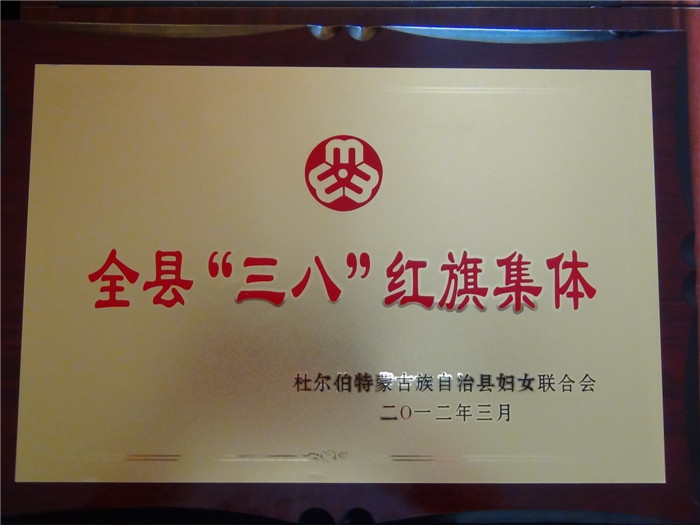 全县“三八”红旗集体
杜尔伯特蒙古族自治县妇女联合会
二〇一二年三月